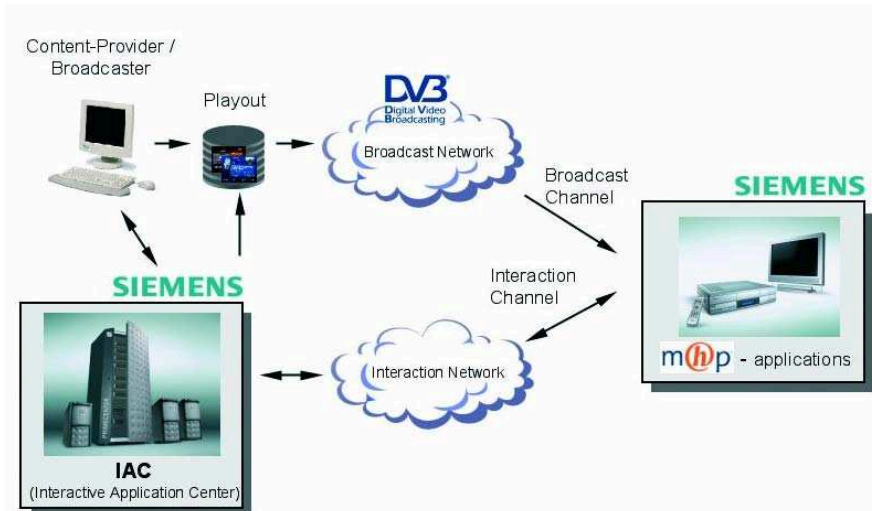 Content-Provider /
Broadcaster
Playout
DVB
Digital Video
Broadcasting
Broadcast Network
Broadcast
Channel
SIEMENS
mhp - applications
Interaction
Channel
SIEMENS
Interaction Network
IAC
(Interactive Application Center)